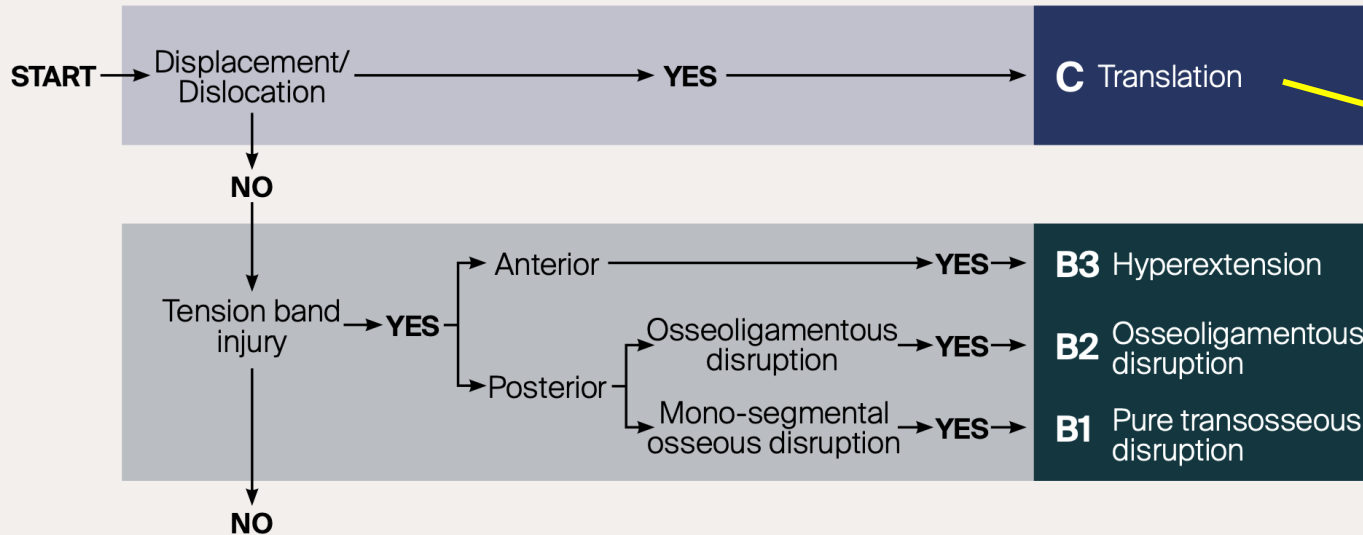 START
Displacement/
Dislocation
YES
C Translation
NO
Tension band
injury
YES
Anterior
YES
B3 Hyperextension
Posterior
Osseoligamentous
disruption
YES
B2 Osseoligamentous
disruption
Mono-segmental
osseous disruption
YES
B1 Pure transosseous
disruption
NO